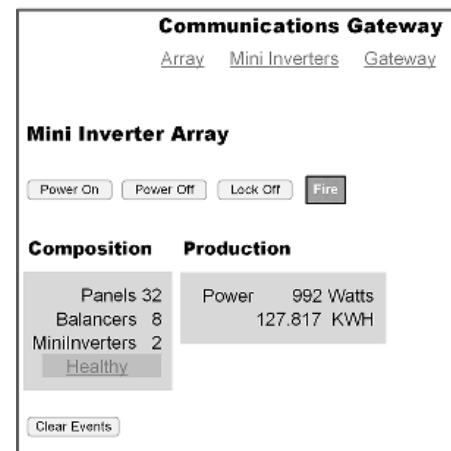 Communications Gateway
Array Mini Inverters Gateway
Mini Inverter Array
Power On Power Off Lock Off Fire
Composition Production
Panels 32 Power 992 Watts
Balancers 8 127.817 KWH
MiniInverters 2
Healthy
Clear Events